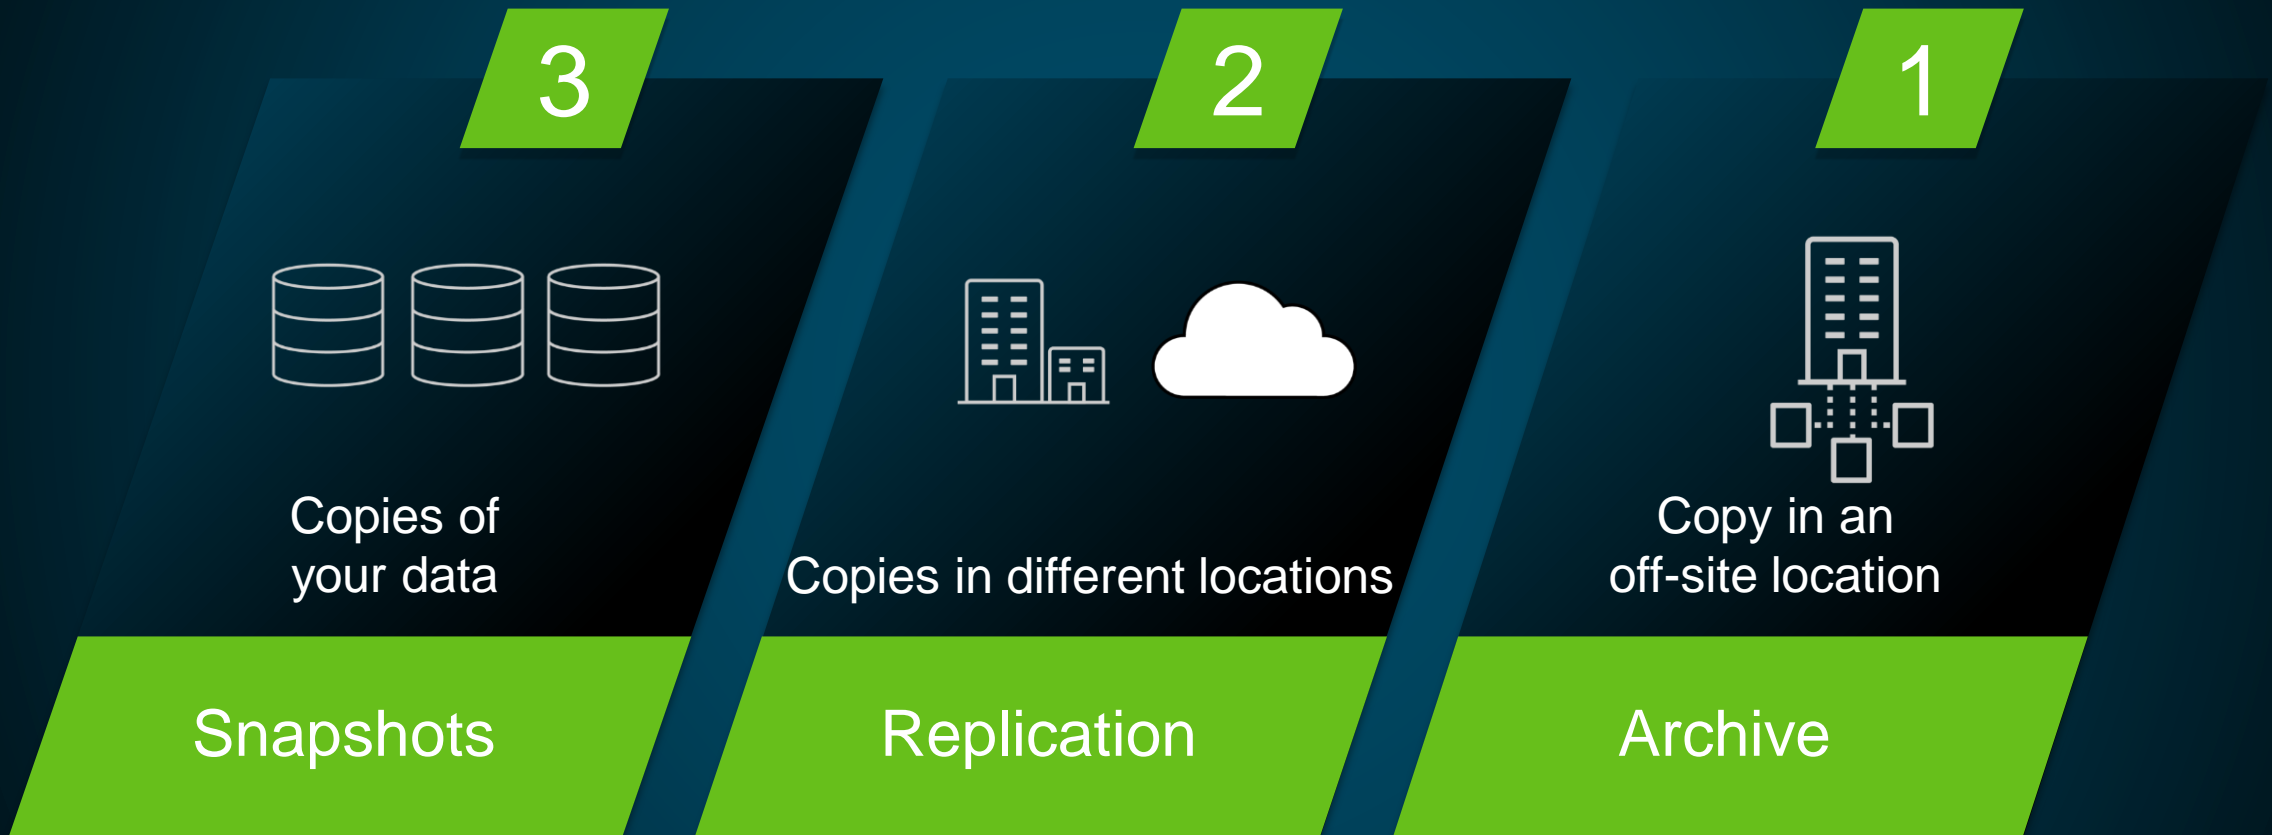 3
Copies of
your data
Snapshots
2
Copies in different locations
Replication
1
Copy in an
off-site location
Archive